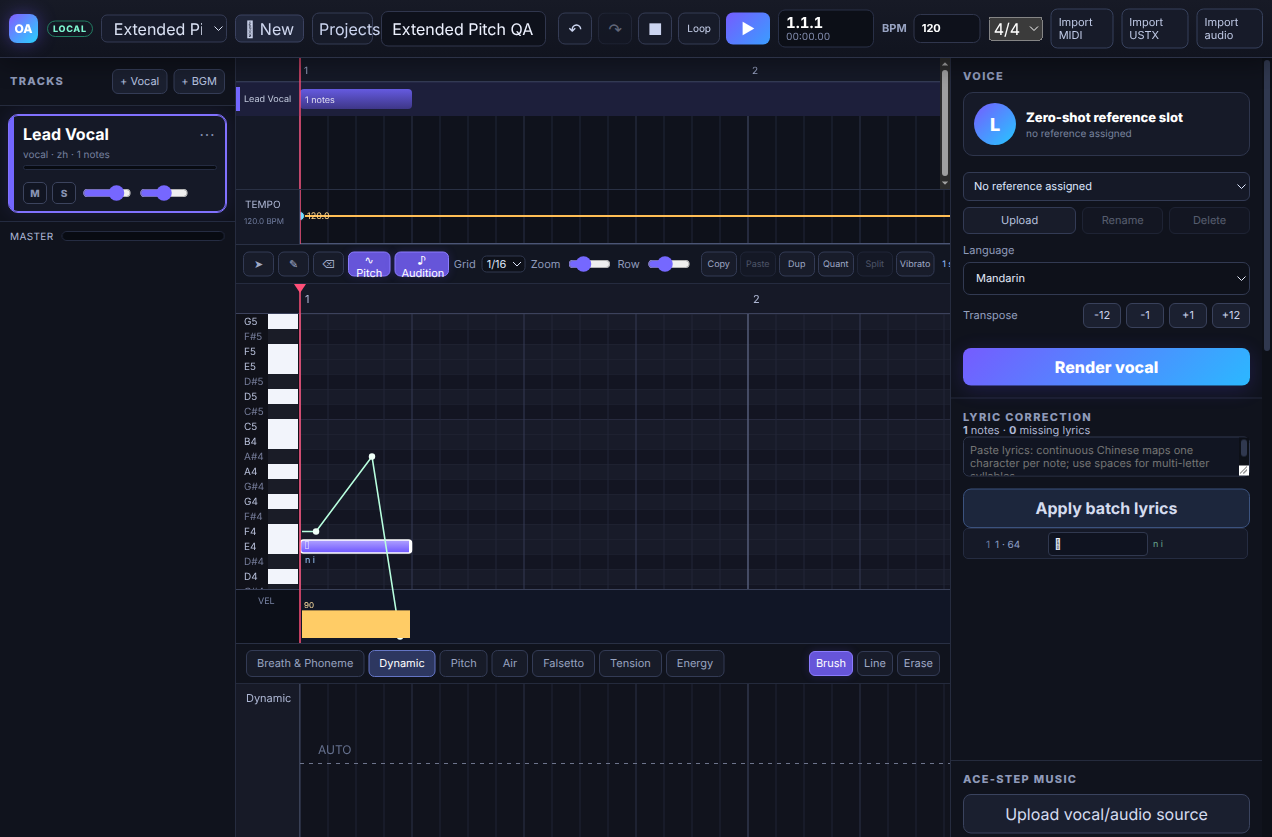 OA
LOCAL
Extended Pi
New
Projects
Extended Pitch QA
Loop
1.1.1
00:00.00
BPM
120
4/4
Import
MIDI
Import
USTX
Import
audio
TRACKS
+ Vocal
+ BGM
Lead Vocal
vocal · zh · 1 notes
M
S
MASTER
1
2
Lead Vocal
1 notes
TEMPO
120.0 BPM
120.0
Pitch
Audition
Grid
1/16
Zoom
Row
Copy
Paste
Dup
Quant
Split
Vibrato
1
2
G5
F#5
F5
E5
D#5
D5
C#5
C5
B4
A#4
A4
G#4
G4
F#4
F4
E4
D#4
D4
n i
VEL
90
Breath & Phoneme
Dynamic
Pitch
Air
Falsetto
Tension
Energy
Brush
Line
Erase
Dynamic
AUTO
VOICE
L
Zero-shot reference slot
no reference assigned
No reference assigned
Upload
Rename
Delete
Language
Mandarin
Transpose
-12
-1
+1
+12
Render vocal
LYRIC CORRECTION
1 notes · 0 missing lyrics
Paste lyrics: continuous Chinese maps one
character per note; use spaces for multi-letter
1 1 · 64
n i
Apply batch lyrics
ACE-STEP MUSIC
Upload vocal/audio source